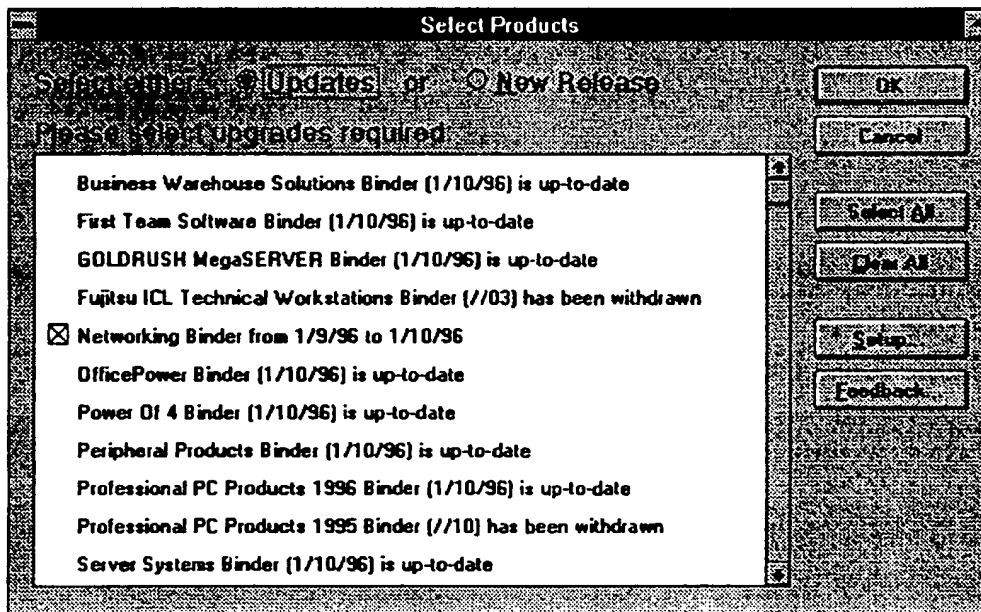 Select Products
Select either Updates or New Release
Please select upgrades required
Business Warehouse Solutions Binder (1/10/96) is up-to-date
First Team Software Binder (1/10/96) is up-to-date
GOLDRUSH MegaSERVER Binder (1/10/96) is up-to-date
Fujitsu ICL Technical Workstations Binder (//03) has been withdrawn
Networking Binder from 1/9/96 to 1/10/96
OfficePower Binder (1/10/96) is up-to-date
Power Of 4 Binder (1/10/96) is up-to-date
Peripheral Products Binder (1/10/96) is up-to-date
Professional PC Products 1996 Binder (1/10/96) is up-to-date
Professional PC Products 1995 Binder (//10) has been withdrawn
Server Systems Binder (1/10/96) is up-to-date
OK
Cancel
Select All
Clear All
Setup...
Feedback...